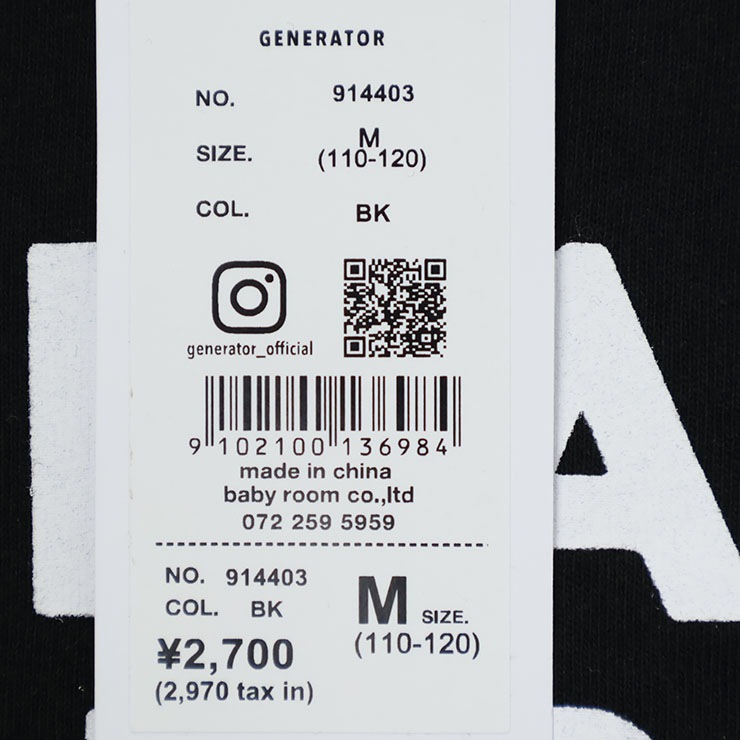 GENERATOR
NO. 914403
SIZE. M
(110-120)
COL. BK
generator_official
9 102100 136984
made in china
baby room co.,ltd
072 259 5959
NO. 914403
COL. BK
M SIZE.
(110-120)
¥2,700
(2,970 tax in)
A